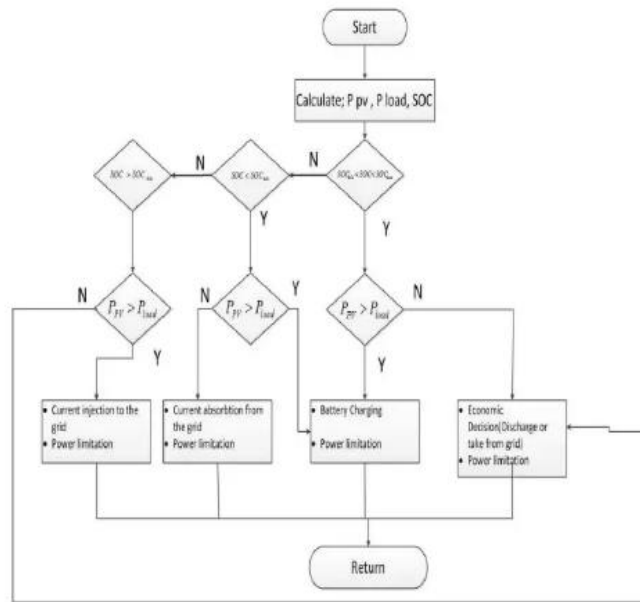 Start
Calculate; P pv , P load, SOC
N
N
SOC > SOC
SOC < SOC
SOC < SOC < SOC
Y
Y
N
N
Y
N
P_PV > P_load
P_PV > P_load
P_PV > P_load
Y
Y
• Current injection to the
grid
• Power limitation
• Current absorbtion from
the grid
• Power limitation
• Battery Charging
• Power limitation
• Economic
Decision(Discharge or
take from grid)
• Power limitation
Return